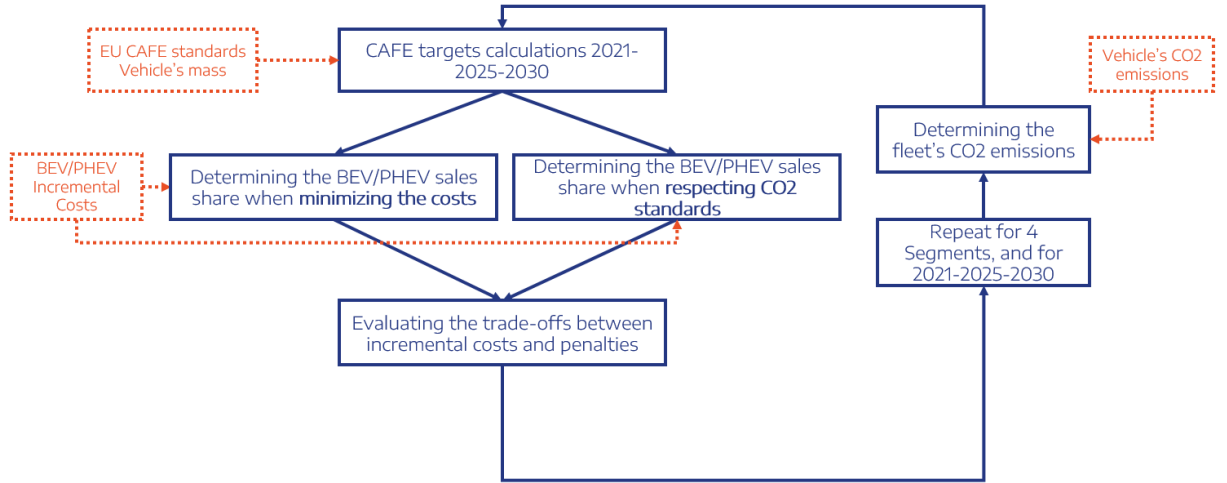 EU CAFE standards
Vehicle's mass
CAFE targets calculations 2021-
2025-2030
Vehicle's CO2
emissions
Determining the
fleet's CO2 emissions
BEV/PHEV
Incremental
Costs
Determining the BEV/PHEV sales
share when minimizing the costs
Determining the BEV/PHEV sales
share when respecting CO2
standards
Repeat for 4
Segments, and for
2021-2025-2030
Evaluating the trade-offs between
incremental costs and penalties